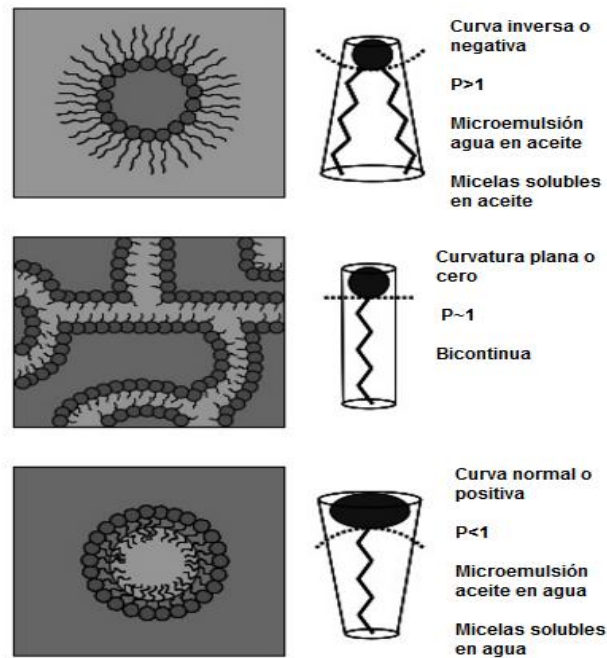 Curva inversa o
negativa
P>1
Microemulsión
agua en aceite
Micelas solubles
en aceite
Curvatura plana o
cero
P~1
Bicontinua
Curva normal o
positiva
P<1
Microemulsión
aceite en agua
Micelas solubles
en agua